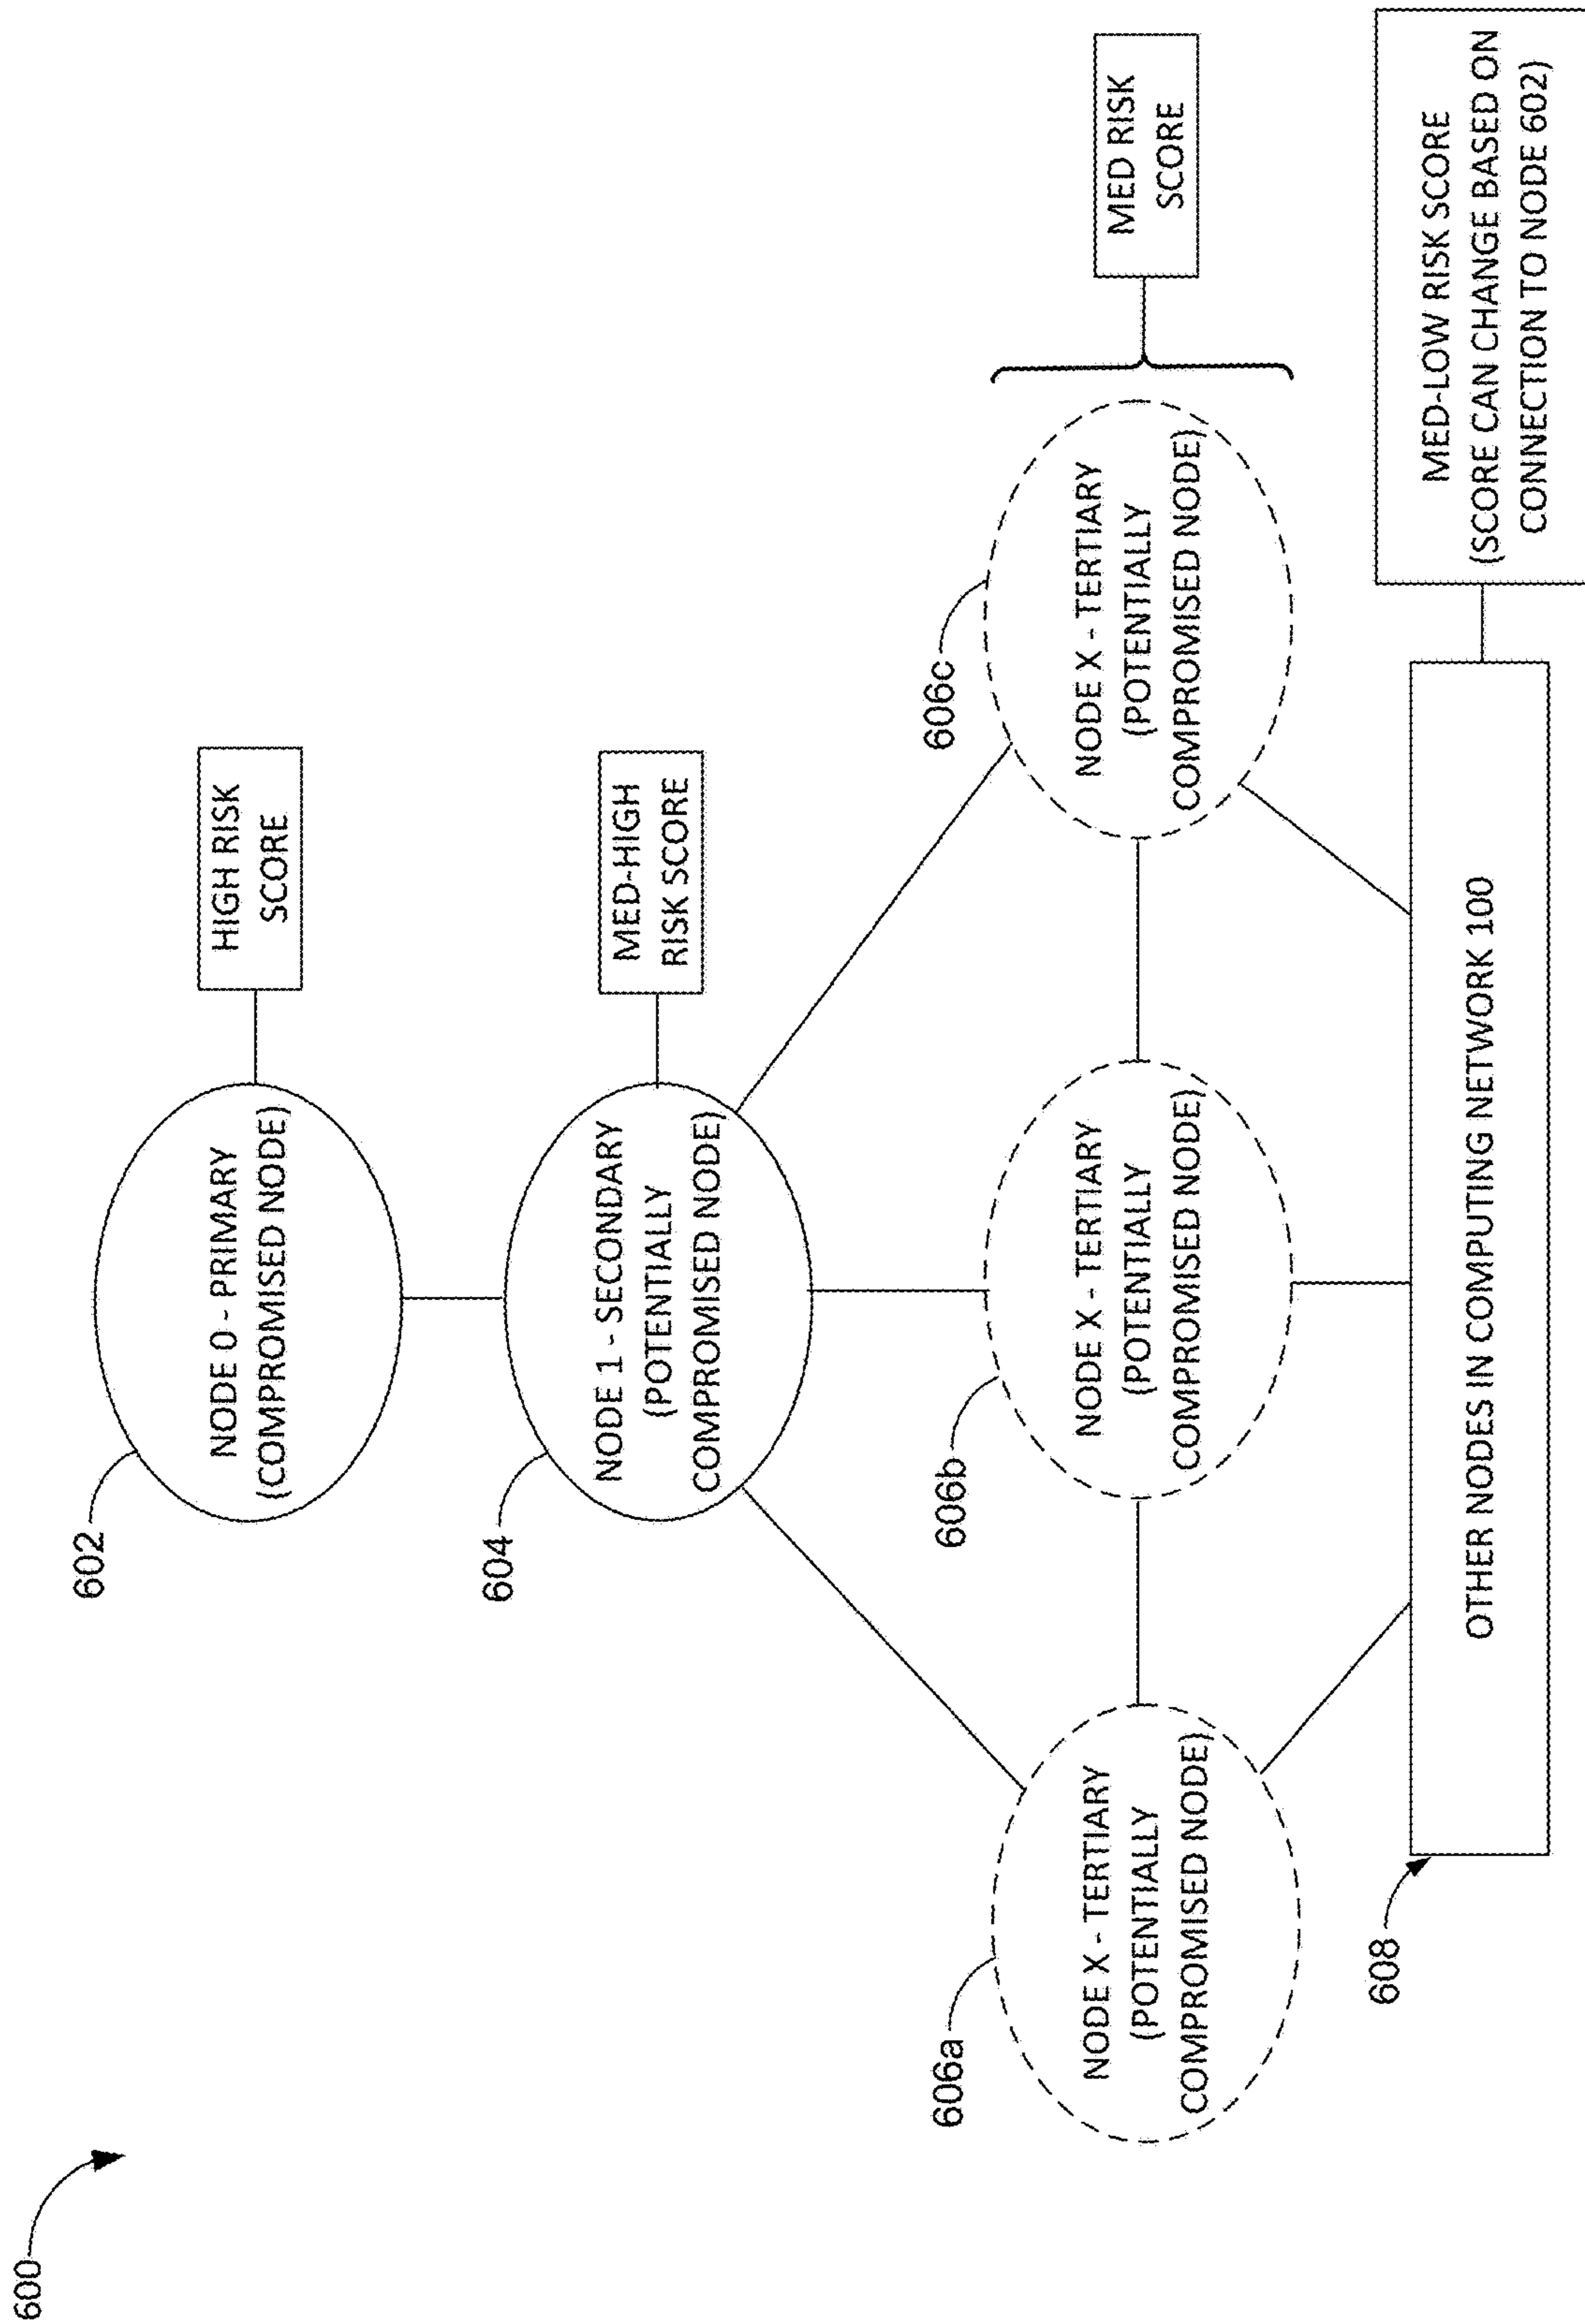 600
602
NODE 0 - PRIMARY
(COMPROMISED NODE)
HIGH RISK
SCORE
604
NODE 1 - SECONDARY
(POTENTIALLY
COMPROMISED NODE)
MED-HIGH
RISK SCORE
606a
NODE X - TERTIARY
(POTENTIALLY
COMPROMISED NODE)
606b
NODE X - TERTIARY
(POTENTIALLY
COMPROMISED NODE)
606c
NODE X - TERTIARY
(POTENTIALLY
COMPROMISED NODE)
MED RISK
SCORE
608
OTHER NODES IN COMPUTING NETWORK 100
MED-LOW RISK SCORE
(SCORE CAN CHANGE BASED ON
CONNECTION TO NODE 602)